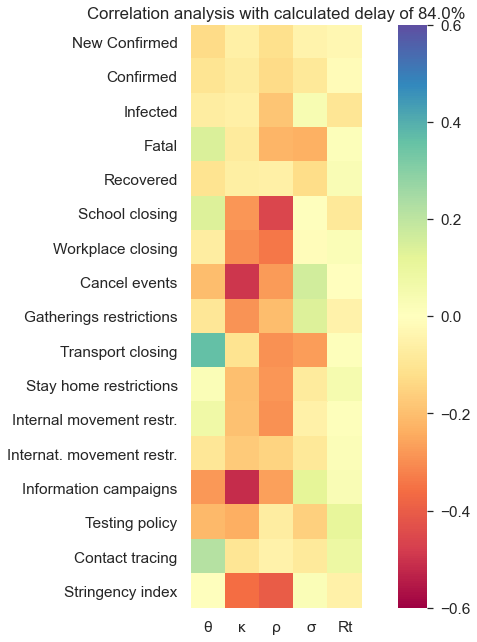 Correlation analysis with calculated delay of 84.0%
New Confirmed
Confirmed
Infected
Fatal
Recovered
School closing
Workplace closing
Cancel events
Gatherings restrictions
Transport closing
Stay home restrictions
Internal movement restr.
Internat. movement restr.
Information campaigns
Testing policy
Contact tracing
Stringency index
θ κ ρ σ Rt
0.6
0.4
0.2
0.0
−0.2
−0.4
−0.6